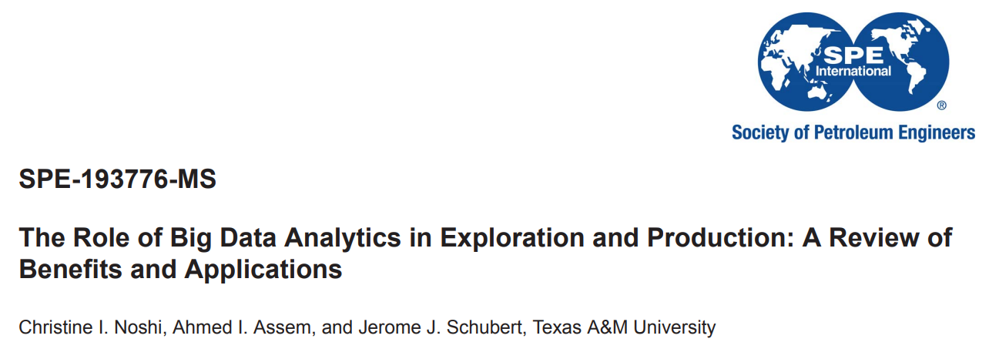 SPE
International
®
Society of Petroleum Engineers
SPE-193776-MS
The Role of Big Data Analytics in Exploration and Production: A Review of
Benefits and Applications
Christine I. Noshi, Ahmed I. Assem, and Jerome J. Schubert, Texas A&M University